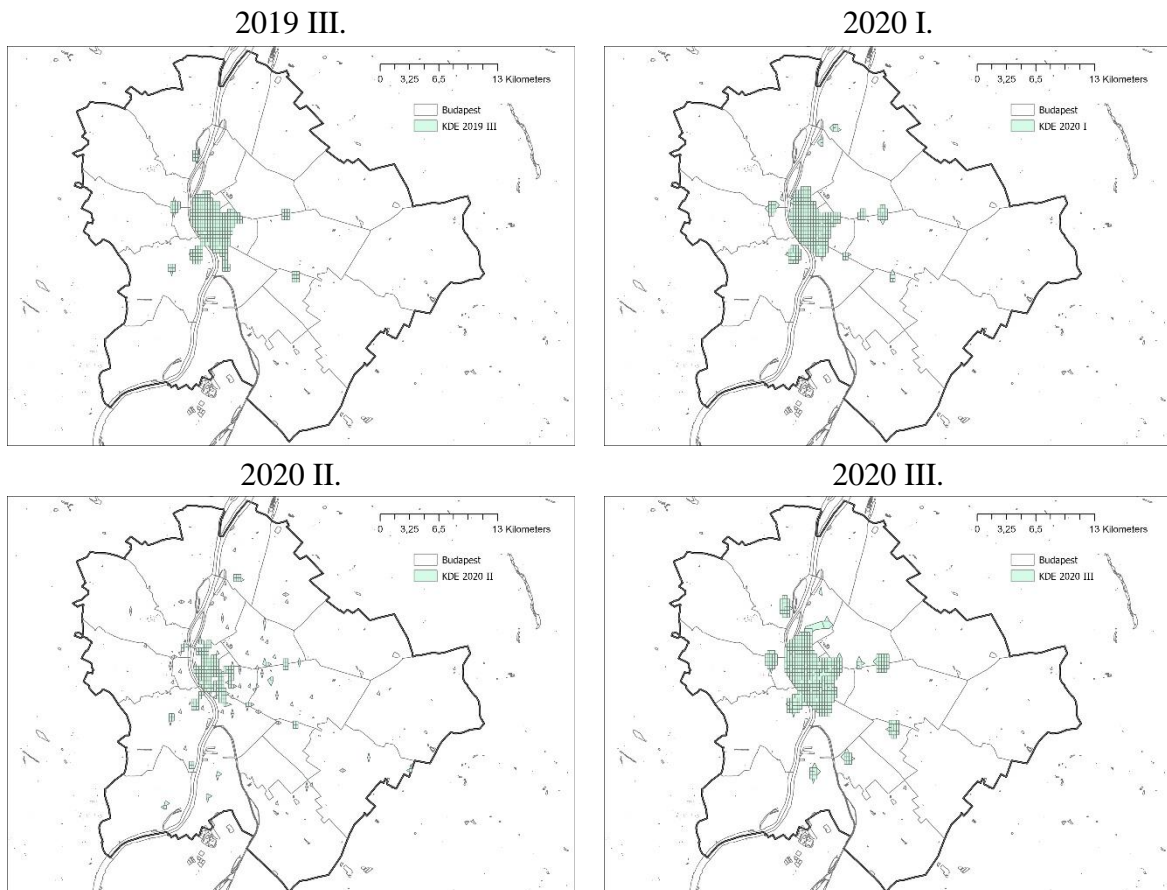 2019 III.
0 3,25 6,5 13 Kilometers
Budapest
KDE 2019 III
2020 I.
0 3,25 6,5 13 Kilometers
Budapest
KDE 2020 I
2020 II.
0 3,25 6,5 13 Kilometers
Budapest
KDE 2020 II
2020 III.
0 3,25 6,5 13 Kilometers
Budapest
KDE 2020 III